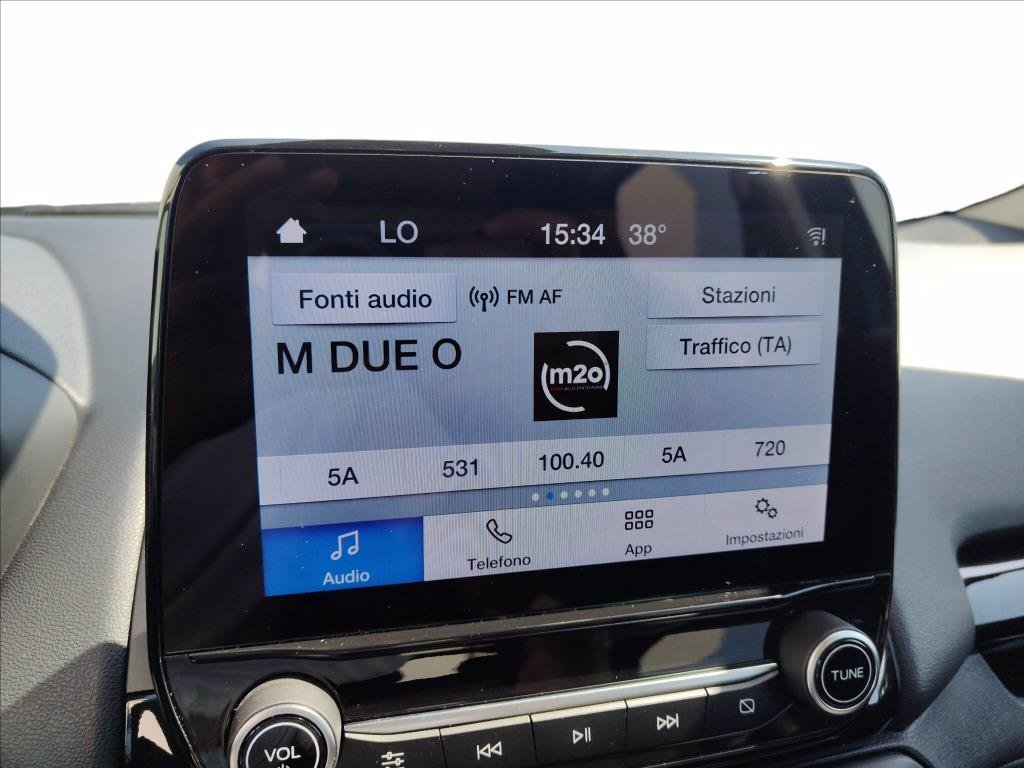 LO 15:34 38°
Fonti audio FM AF Stazioni
M DUE O m2o Traffico (TA)
5A 531 100.40 5A 720
Audio Telefono App Impostazioni
VOL TUNE